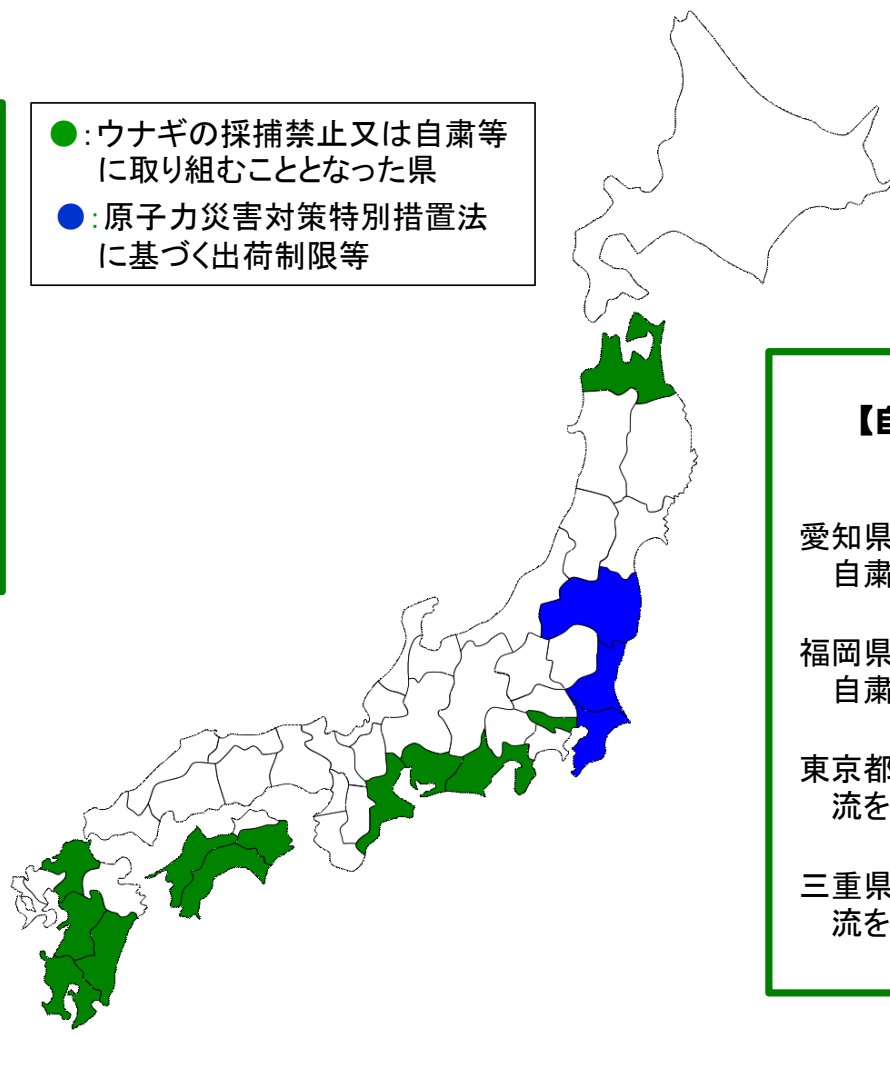 ●:ウナギの採捕禁止又は自粛等
に取り組むこととなった県
●:原子力災害対策特別措置法
に基づく出荷制限等
【自
愛知県
自粛
福岡県
自粛
東京都
流を
三重県
流を